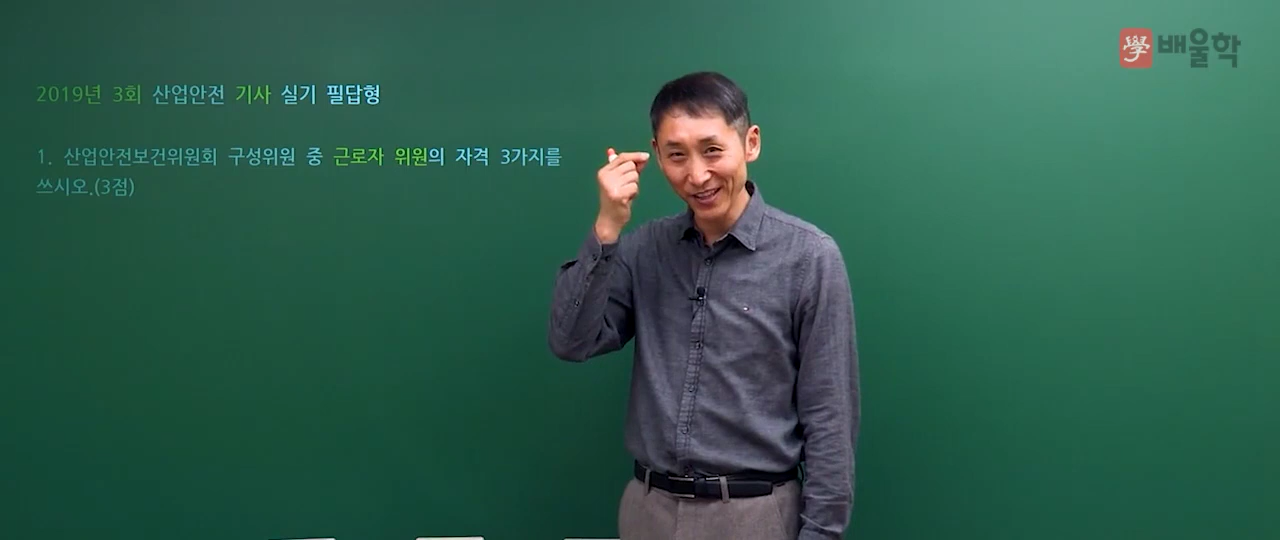 學 배울학
2019년 3회 산업안전 기사 실기 필답형
1. 산업안전보건위원회 구성위원 중 근로자 위원의 자격 3가지를
쓰시오.(3점)